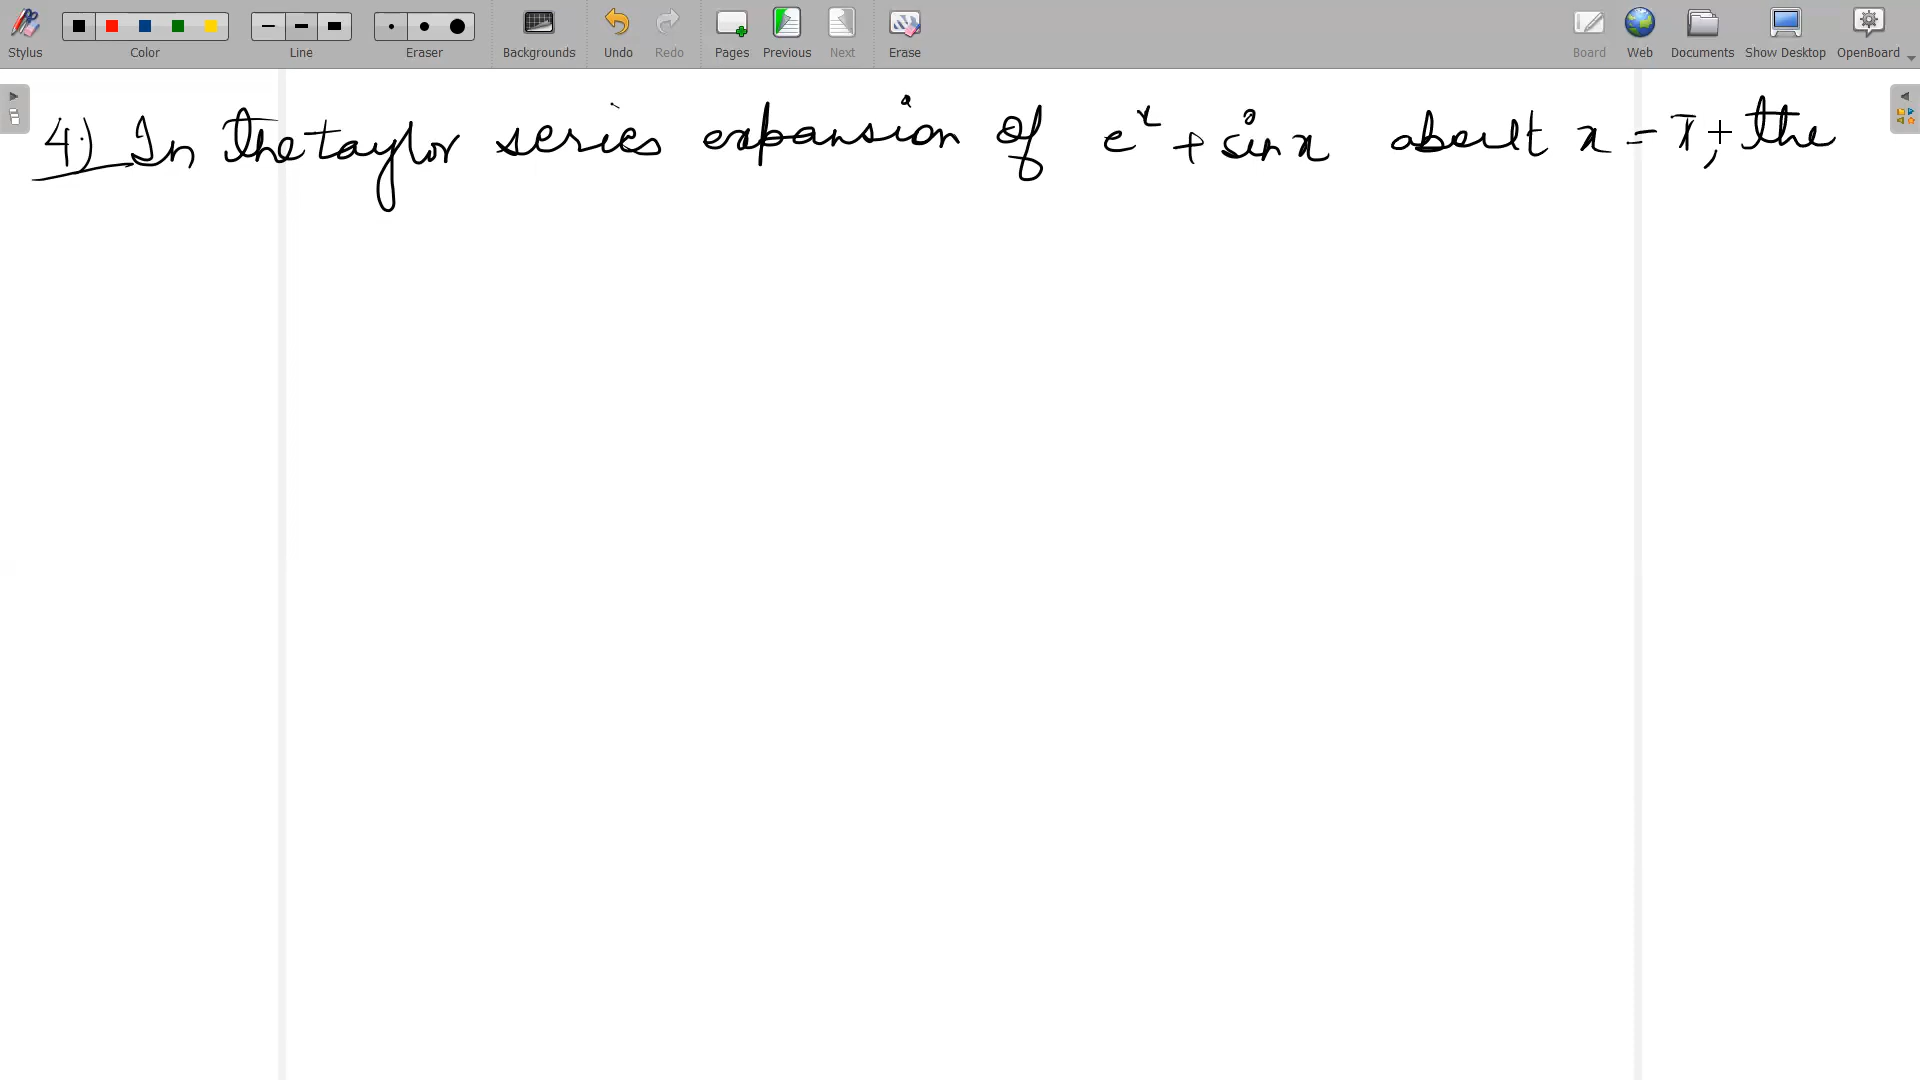 Stylus Color Line Eraser Backgrounds Undo Redo Pages Previous Next Erase Board Web Documents Show Desktop OpenBoard
4) In the taylor series expansion of eˣ + sin x about x = π, the